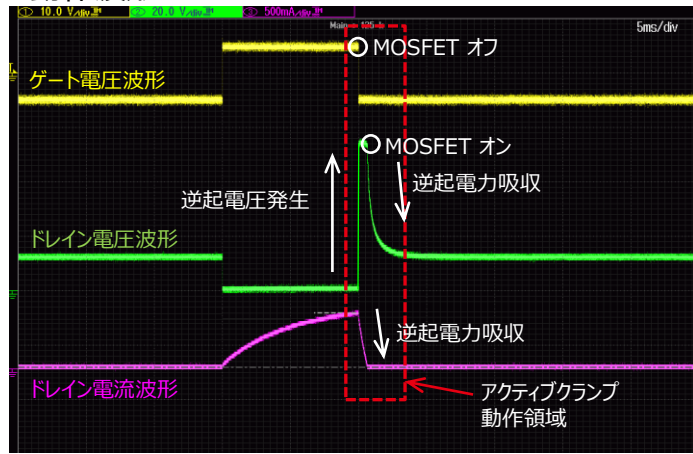 ① 10.0 V/div
② 20.0 V/div
③ 500mA/div
5ms/div
MOSFET オフ
ゲート電圧波形
MOSFET オン
逆起電力吸収
逆起電圧発生
ドレイン電圧波形
逆起電力吸収
ドレイン電流波形
アクティブクランプ
動作領域